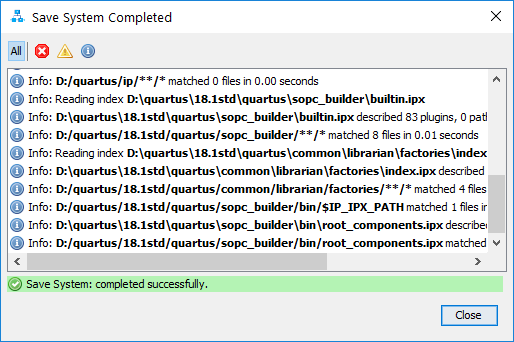 Save System Completed
All
Info: D:/quartus/ip/**/* matched 0 files in 0.00 seconds
Info: Reading index D:\quartus\18.1std\quartus\sopc_builder\builtin.ipx
Info: D:\quartus\18.1std\quartus\sopc_builder\builtin.ipx described 83 plugins, 0 path
Info: D:/quartus/18.1std/quartus/sopc_builder/**/* matched 8 files in 0.01 seconds
Info: Reading index D:\quartus\18.1std\quartus\common\librarian\factories\index
Info: D:\quartus\18.1std\quartus\common\librarian\factories\index.ipx described
Info: D:/quartus/18.1std/quartus/common/librarian/factories/**/* matched 4 files
Info: D:/quartus/18.1std/quartus/sopc_builder/bin/$IP_IPX_PATH matched 1 files in
Info: D:\quartus\18.1std\quartus\sopc_builder\bin\root_components.ipx describe
Info: D:/quartus/18.1std/quartus/sopc_builder/bin/root_components.ipx matched
Save System: completed successfully.
Close